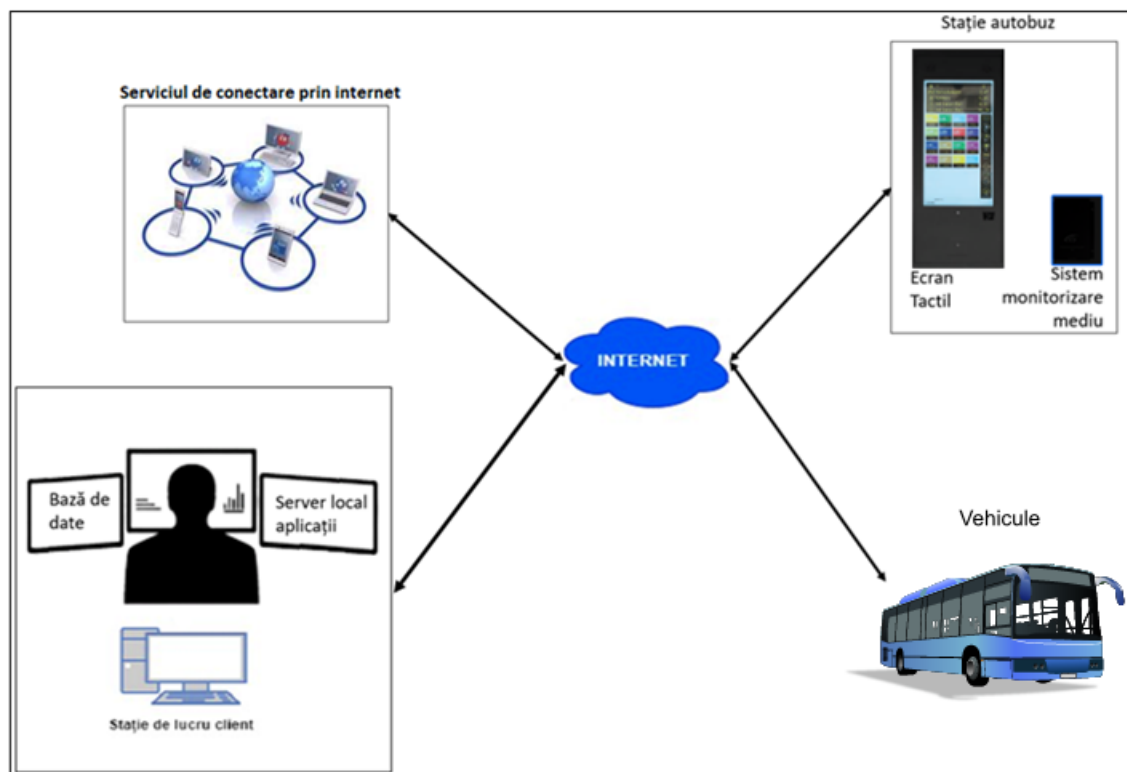 Stație autobuz
Serviciul de conectare prin internet
Ecran
Tactil
Sistem
monitorizare
mediu
INTERNET
Bază de
date
Server local
aplicații
Vehicule
Stație de lucru client